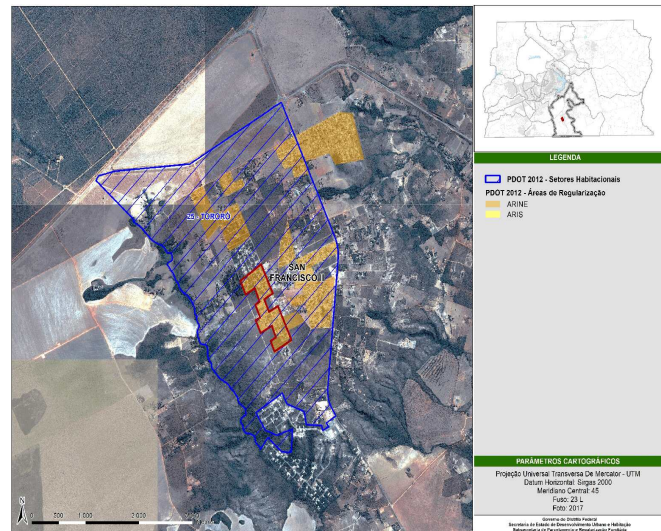 25 - TORORÓ
SAN
FRANCISCO I
N
0
500
1 000
2 000
LEGENDA
PDOT 2012 - Setores Habitacionais
PDOT 2012 - Áreas de Regularização
ARINE
ARIS
PARÂMETROS CARTOGRÁFICOS
Projeção Universal Transversa De Mercator - UTM
Datum Horizontal: Sirgas 2000
Meridiano Central: 45
Fuso: 23 L
Foto: 2017
Governo do Distrito Federal
Secretaria de Estado de Desenvolvimento Urbano e Habitação